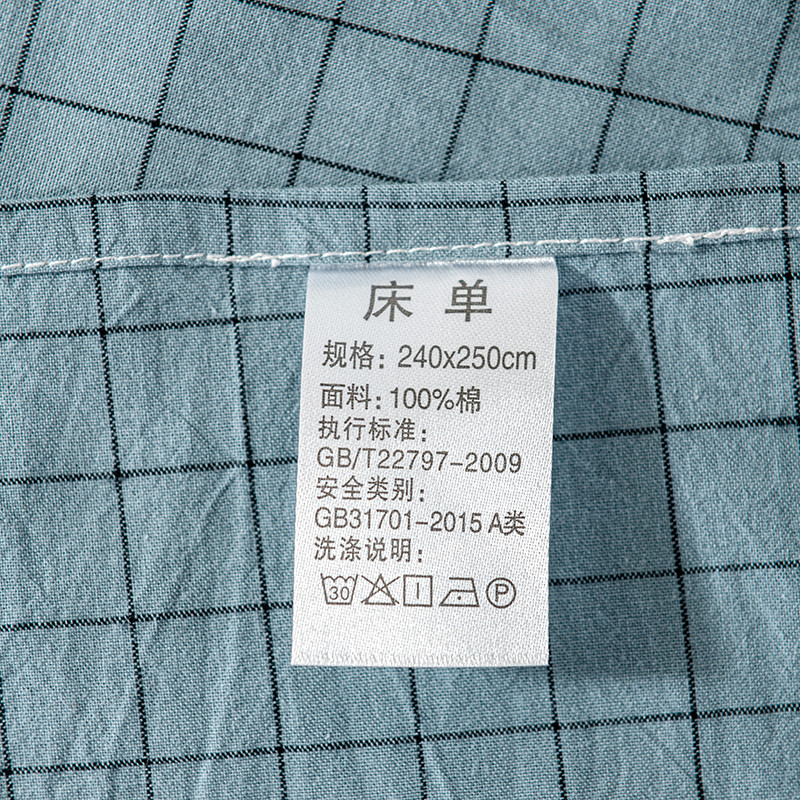 床单
规格: 240x250cm
面料: 100%棉
执行标准:
GB/T22797-2009
安全类别:
GB31701-2015 A类
洗涤说明:
30 P